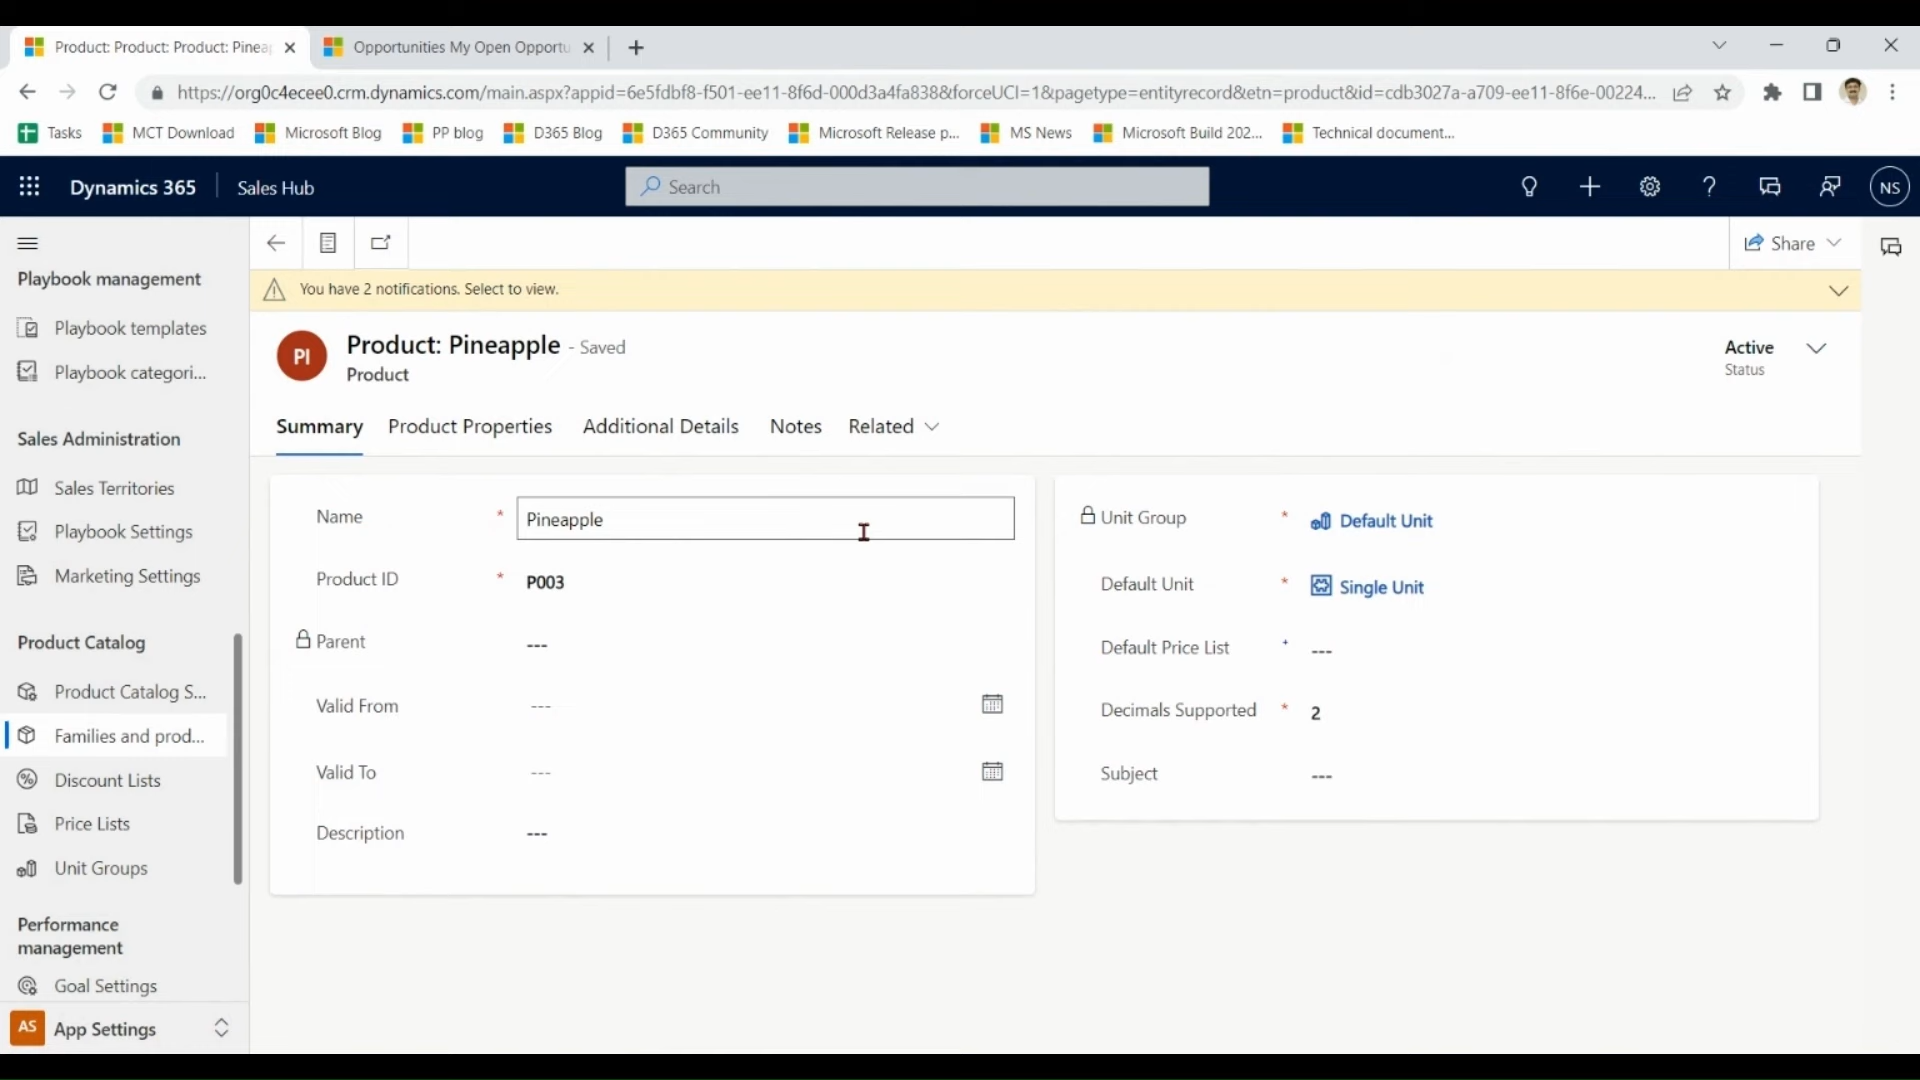 Product: Product: Product: Pineap
Opportunities My Open Opportu
https://org0c4ecee0.crm.dynamics.com/main.aspx?appid=6e5fdbf8-f501-ee11-8f6d-000d3a4fa838&forceUCI=1&pagetype=entityrecord&etn=product&id=cdb3027a-a709-ee11-8f6e-00224...
Tasks
MCT Download
Microsoft Blog
PP blog
D365 Blog
D365 Community
Microsoft Release p...
MS News
Microsoft Build 202...
Technical document...
Dynamics 365
Sales Hub
Search
NS
Share
You have 2 notifications. Select to view.
Playbook management
Playbook templates
Playbook categori...
Sales Administration
Sales Territories
Playbook Settings
Marketing Settings
Product Catalog
Product Catalog S...
Families and prod...
Discount Lists
Price Lists
Unit Groups
Performance
management
Goal Settings
AS
App Settings
PI
Product: Pineapple - Saved
Product
Active
Status
Summary
Product Properties
Additional Details
Notes
Related
Name * Pineapple
Product ID * P003
Parent ---
Valid From ---
Valid To ---
Description ---
Unit Group * Default Unit
Default Unit * Single Unit
Default Price List + ---
Decimals Supported * 2
Subject ---